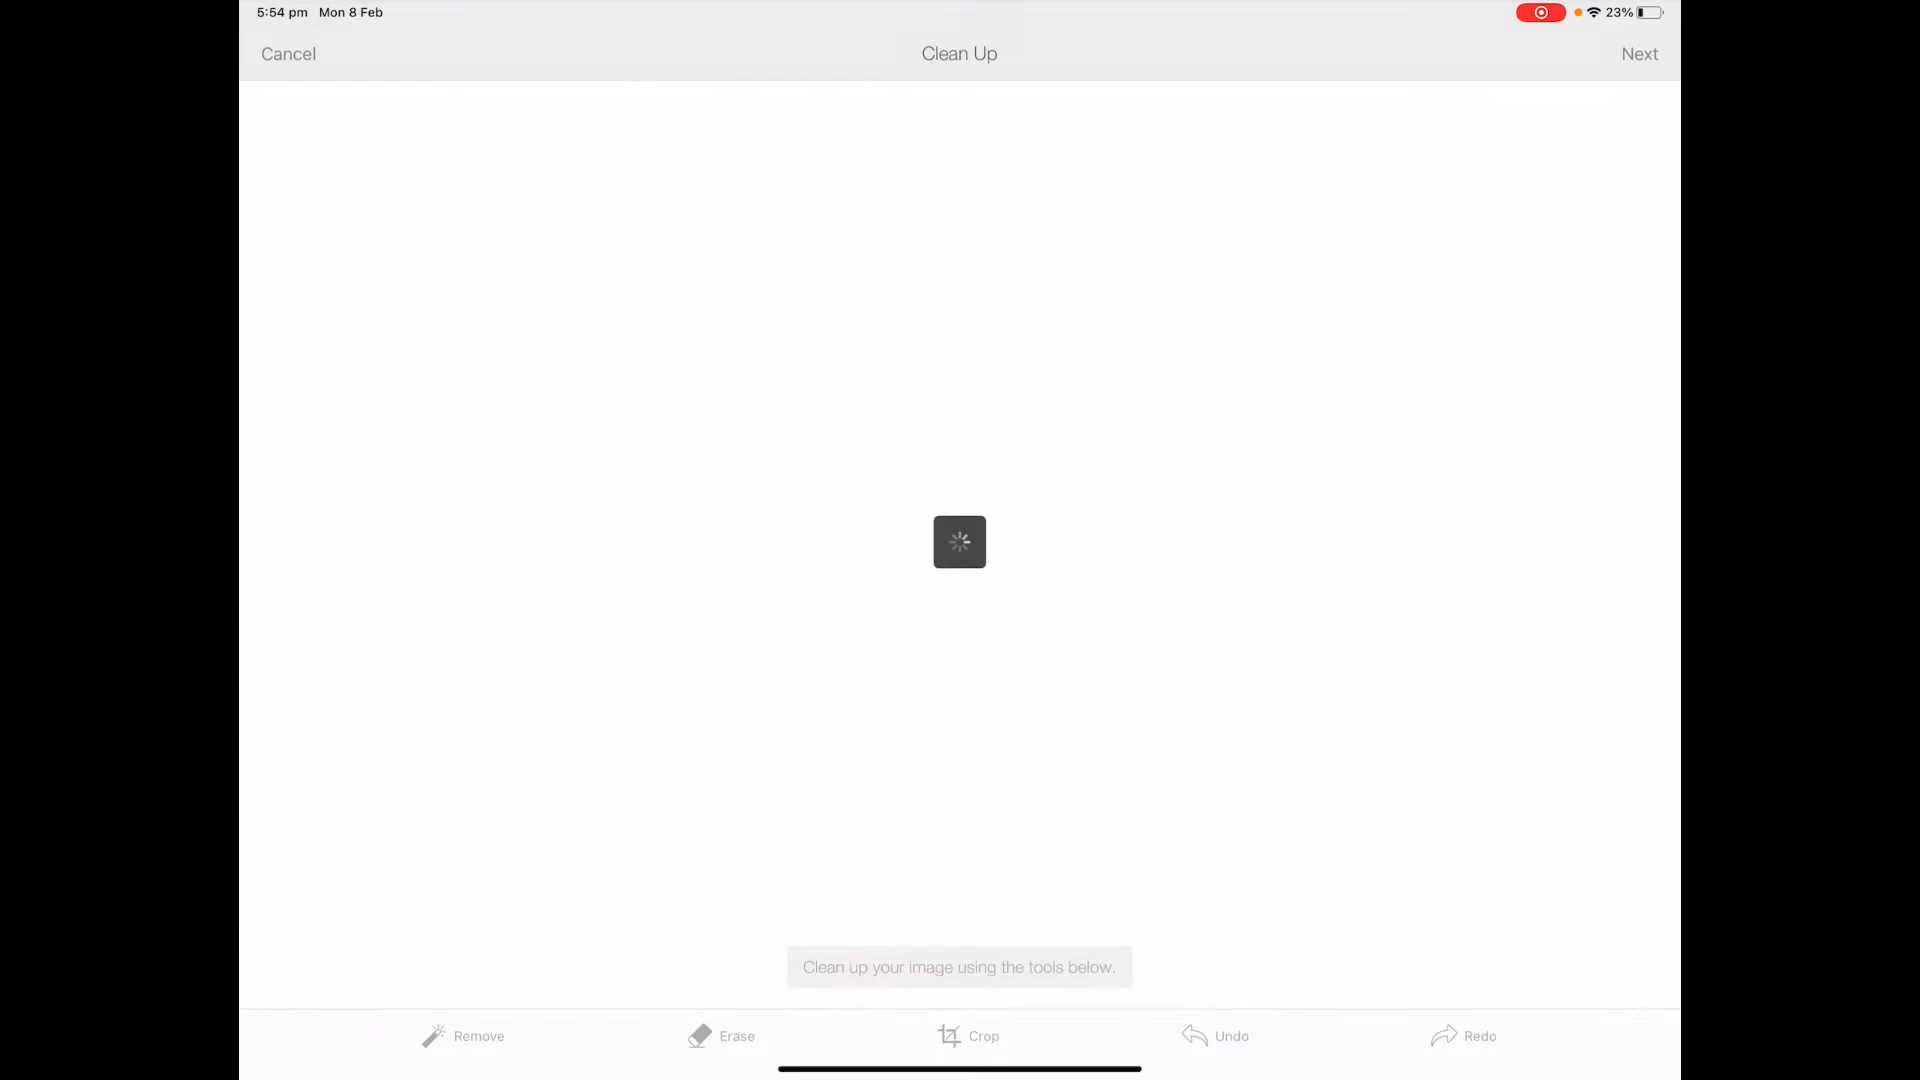 5:54 pm Mon 8 Feb
23%
Cancel
Clean Up
Next
Clean up your image using the tools below.
Remove
Erase
Crop
Undo
Redo